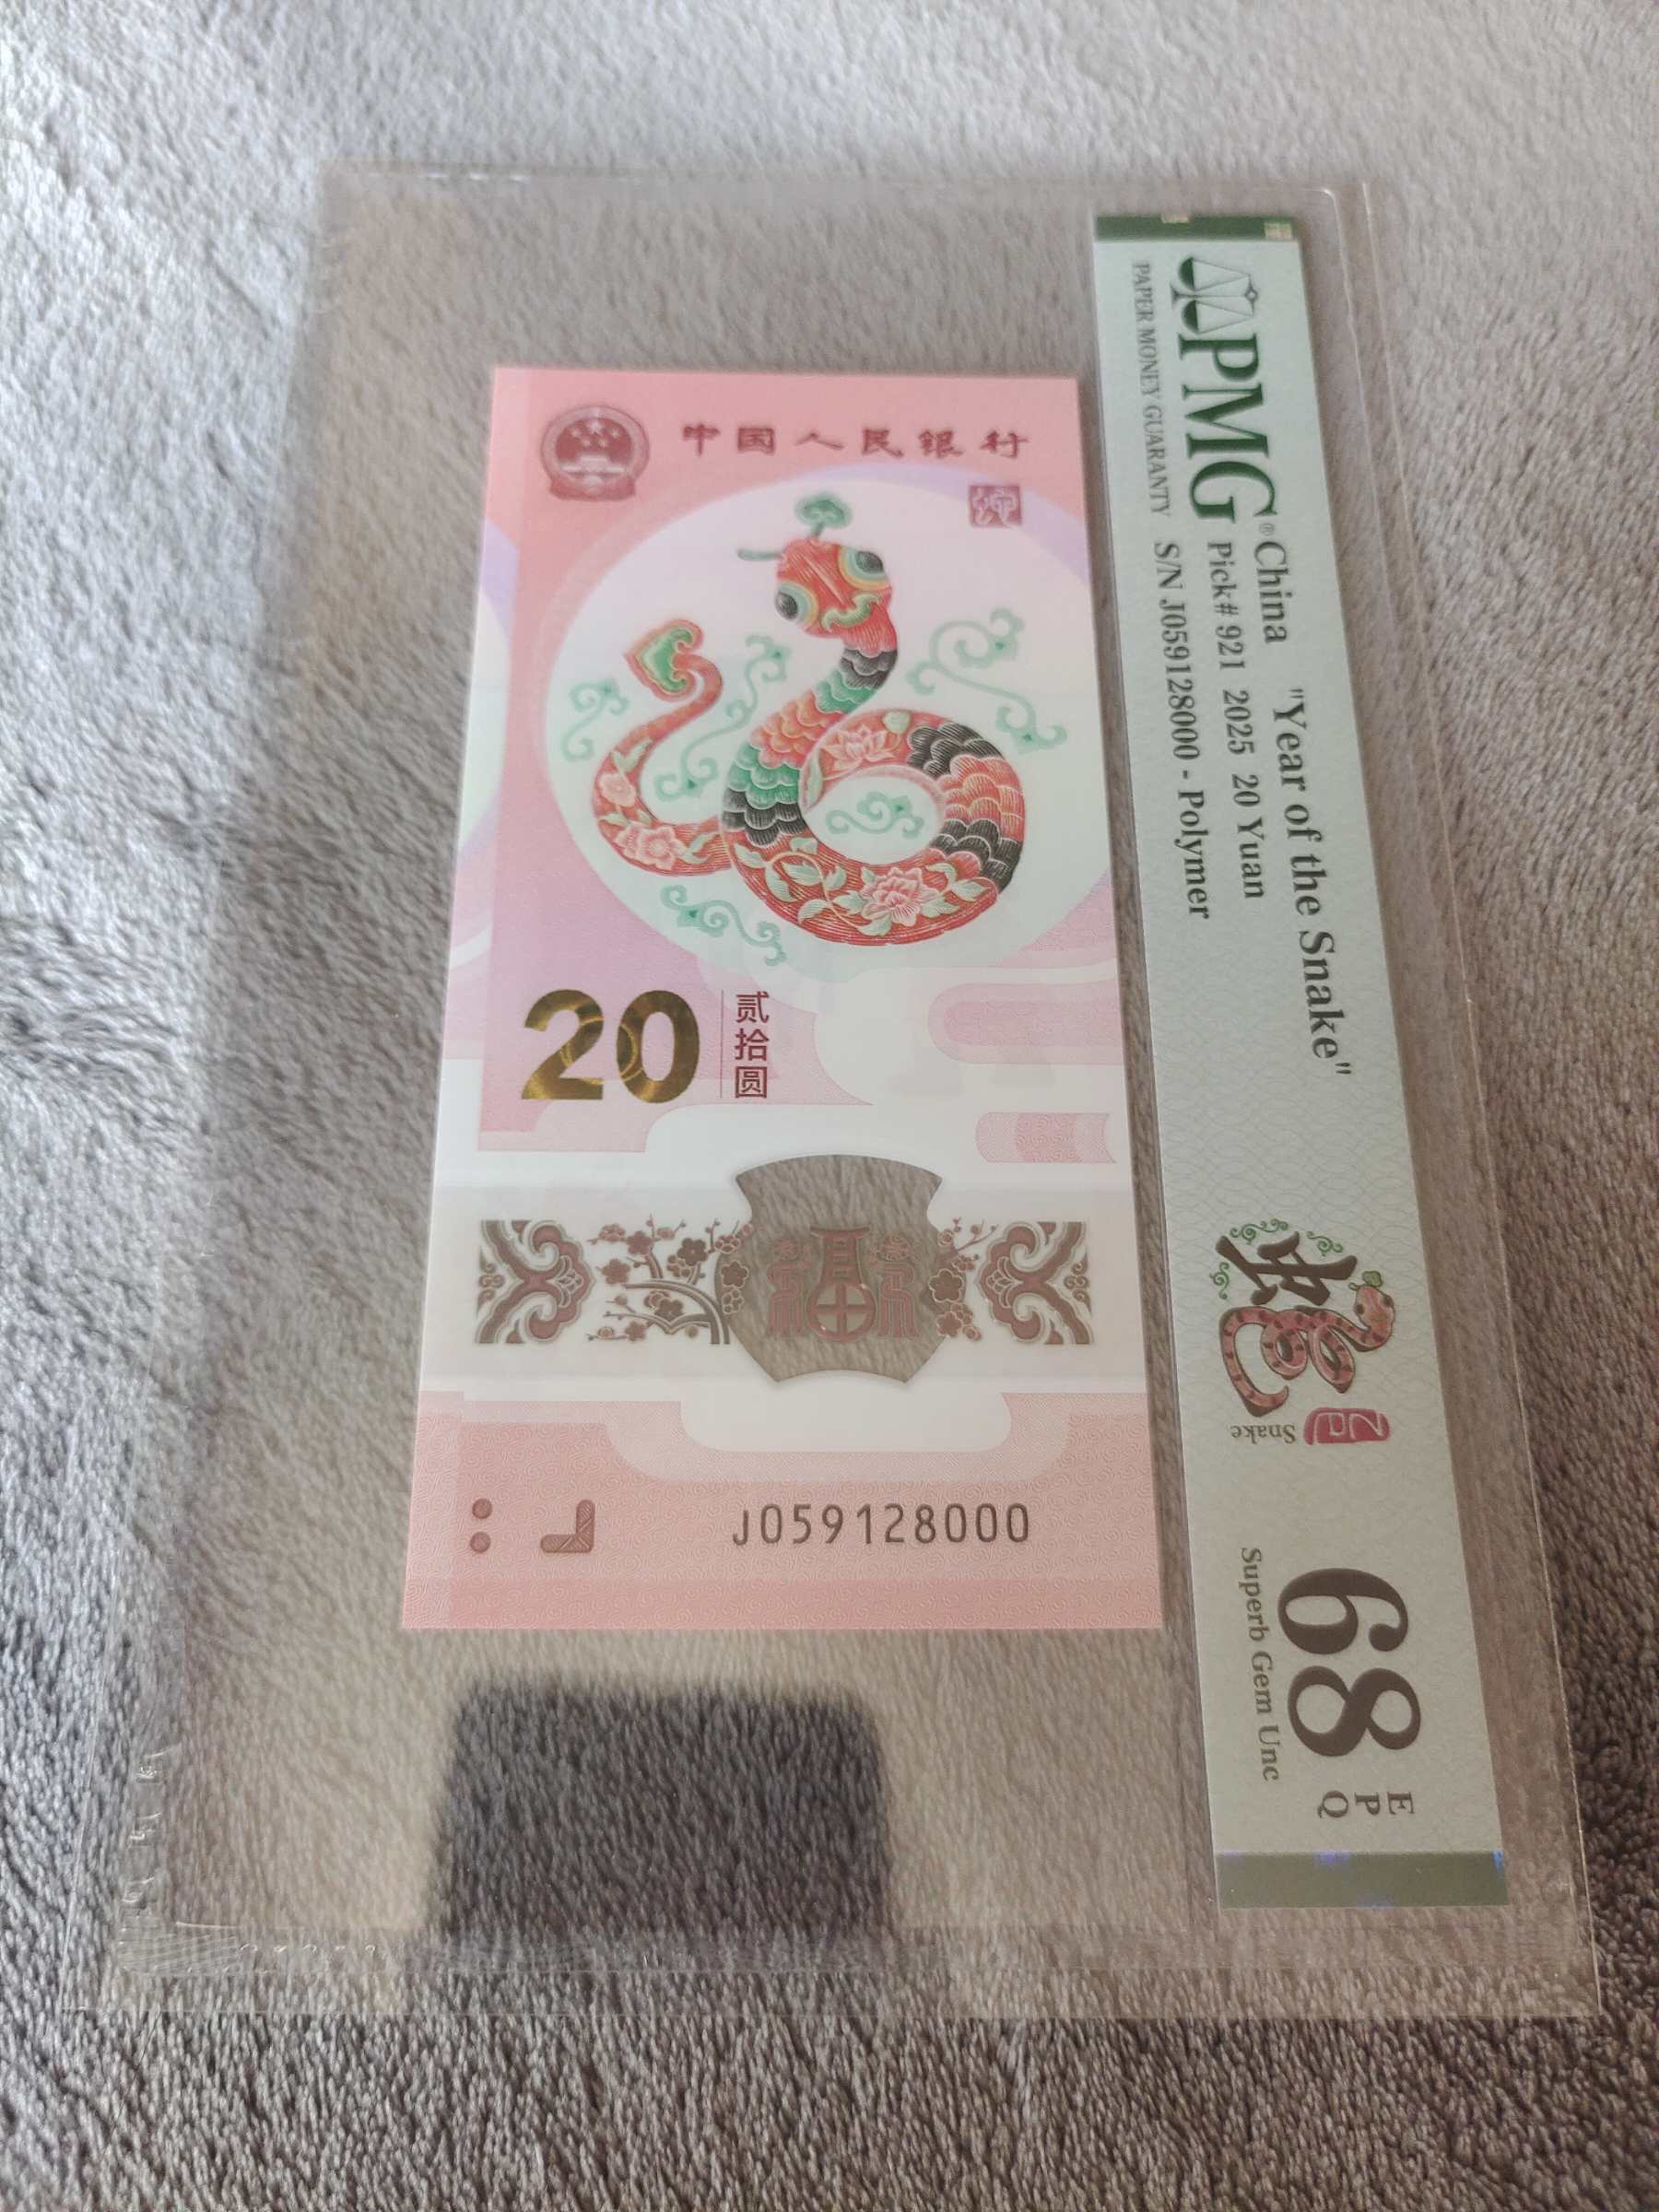 中国人民银行
20
贰拾圆
福
J059128000
PMG®
PAPER MONEY GUARANTY
China "Year of the Snake"
Pick# 921 2025 20 Yuan
S/N J059128000 - Polymer
蛇
Snake
68
Superb Gem Unc
E
P
Q